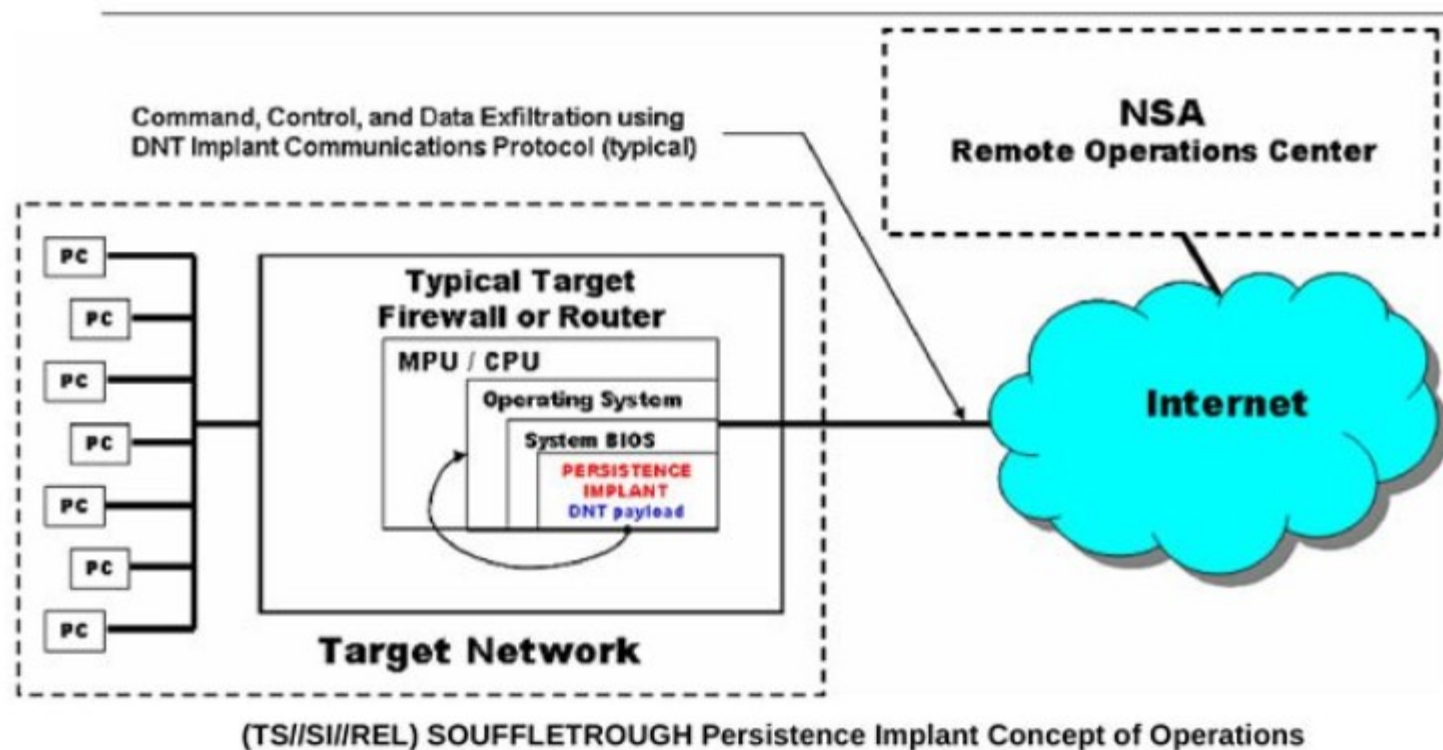 NSA
Remote Operations Center
Command, Control, and Data Exfiltration using
DNT Implant Communications Protocol (typical)
PC
PC
PC
PC
PC
PC
PC
Typical Target
Firewall or Router
MPU / CPU
Operating System
System BIOS
PERSISTENCE
IMPLANT
DNT payload
Internet
Target Network
(TS//SI//REL) SOUFFLETROUGH Persistence Implant Concept of Operations